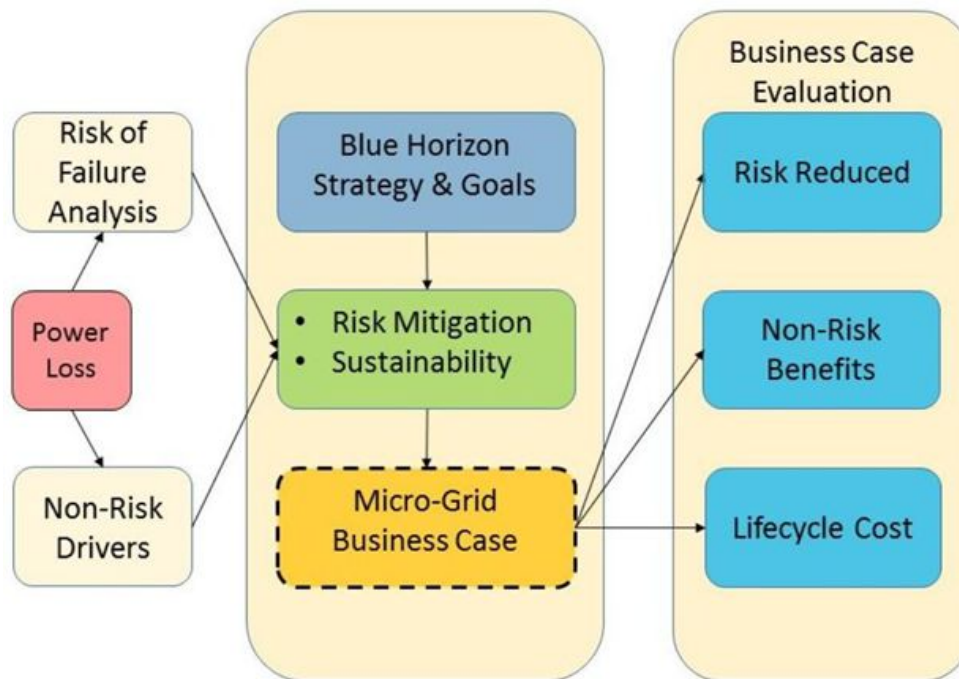 Risk of
Failure
Analysis
Power
Loss
Non-Risk
Drivers
Blue Horizon
Strategy & Goals
• Risk Mitigation
• Sustainability
Micro-Grid
Business Case
Business Case
Evaluation
Risk Reduced
Non-Risk
Benefits
Lifecycle Cost